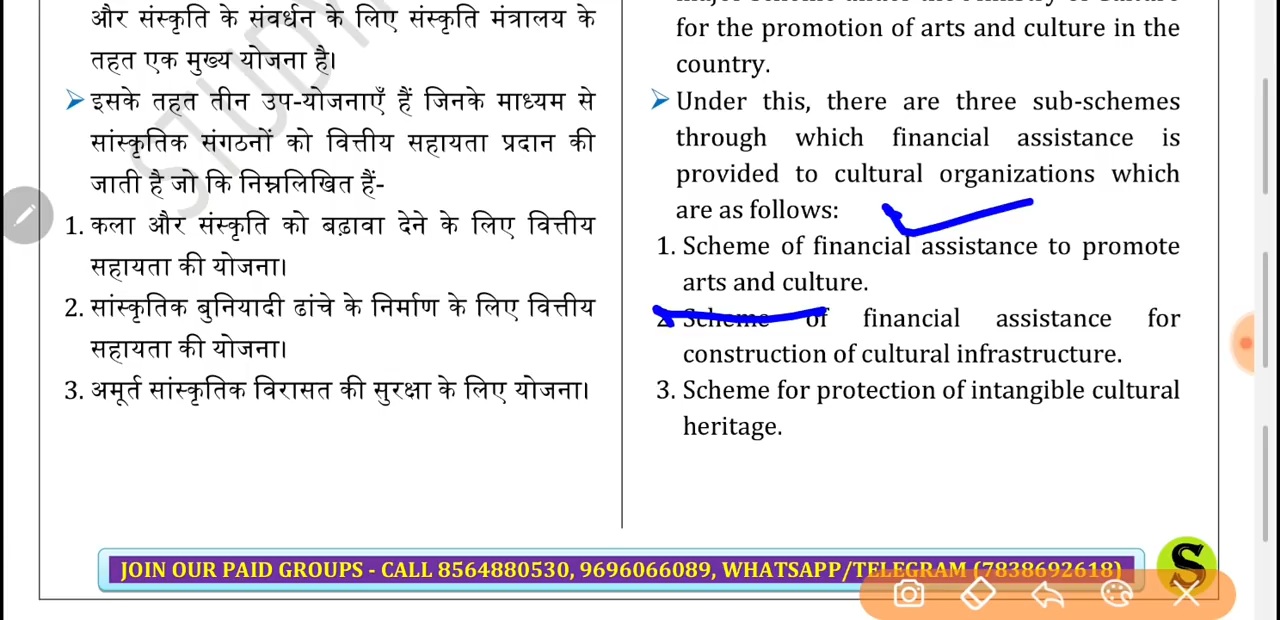 और संस्कृति के संवर्धन के लिए संस्कृति मंत्रालय के
तहत एक मुख्य योजना है।
इसके तहत तीन उप-योजनाएँ हैं जिनके माध्यम से
सांस्कृतिक संगठनों को वित्तीय सहायता प्रदान की
जाती है जो कि निम्नलिखित हैं-
1. कला और संस्कृति को बढ़ावा देने के लिए वित्तीय
सहायता की योजना।
2. सांस्कृतिक बुनियादी ढांचे के निर्माण के लिए वित्तीय
सहायता की योजना।
3. अमूर्त सांस्कृतिक विरासत की सुरक्षा के लिए योजना।
for the promotion of arts and culture in the
country.
Under this, there are three sub-schemes
through which financial assistance is
provided to cultural organizations which
are as follows:
1. Scheme of financial assistance to promote
arts and culture.
2. Scheme of financial assistance for
construction of cultural infrastructure.
3. Scheme for protection of intangible cultural
heritage.
STUDY
JOIN OUR PAID GROUPS - CALL 8564880530, 9696066089, WHATSAPP/TELEGRAM (7838692618)
S